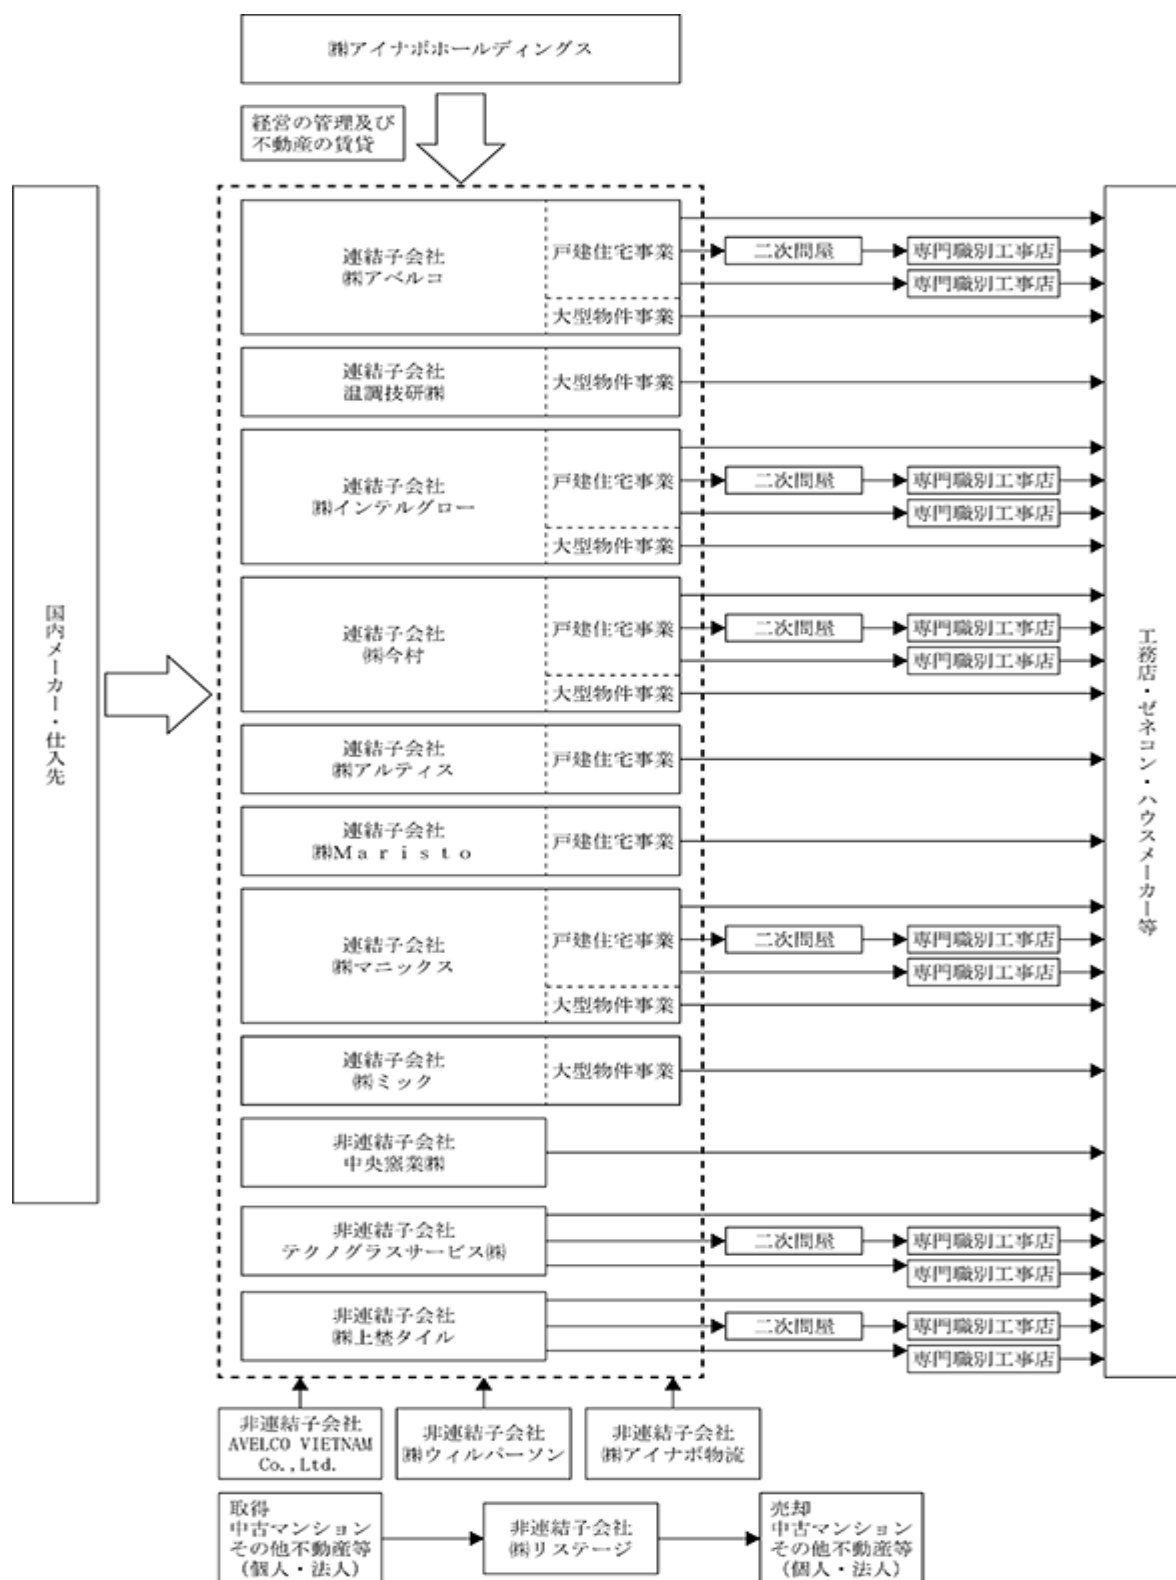 ㈱アイナボホールディングス
経営の管理及び
不動産の賃貸
国内メーカー・仕入先
連結子会社
㈱アベルコ
戸建住宅事業
大型物件事業
二次問屋
専門職別工事店
専門職別工事店
連結子会社
温調技研㈱
大型物件事業
連結子会社
㈱インテルグロー
戸建住宅事業
大型物件事業
二次問屋
専門職別工事店
専門職別工事店
連結子会社
㈱今村
戸建住宅事業
大型物件事業
二次問屋
専門職別工事店
専門職別工事店
連結子会社
㈱アルティス
戸建住宅事業
連結子会社
㈱Ｍａｒｉｓｔｏ
戸建住宅事業
連結子会社
㈱マニックス
戸建住宅事業
大型物件事業
二次問屋
専門職別工事店
専門職別工事店
連結子会社
㈱ミック
大型物件事業
非連結子会社
中央窯業㈱
非連結子会社
テクノグラスサービス㈱
二次問屋
専門職別工事店
専門職別工事店
非連結子会社
㈱上埜タイル
二次問屋
専門職別工事店
専門職別工事店
工務店・ゼネコン・ハウスメーカー等
非連結子会社
AVELCO VIETNAM
Co.,Ltd.
非連結子会社
㈱ウィルパーソン
非連結子会社
㈱アイナボ物流
取得
中古マンション
その他不動産等
（個人・法人）
非連結子会社
㈱リステージ
売却
中古マンション
その他不動産等
（個人・法人）